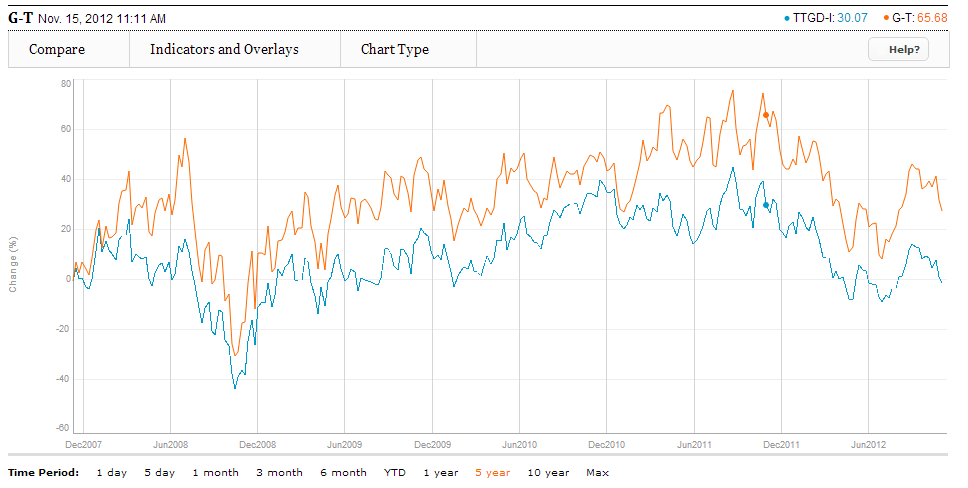 G-T Nov. 15, 2012 11:11 AM TTGD-I: 30.07 G-T: 65.68
Compare Indicators and Overlays Chart Type Help?
80
60
40
20
0
-20
-40
-60
Change (%)
Dec2007 Jun2008 Dec2008 Jun2009 Dec2009 Jun2010 Dec2010 Jun2011 Dec2011 Jun2012
Time Period: 1 day 5 day 1 month 3 month 6 month YTD 1 year 5 year 10 year Max